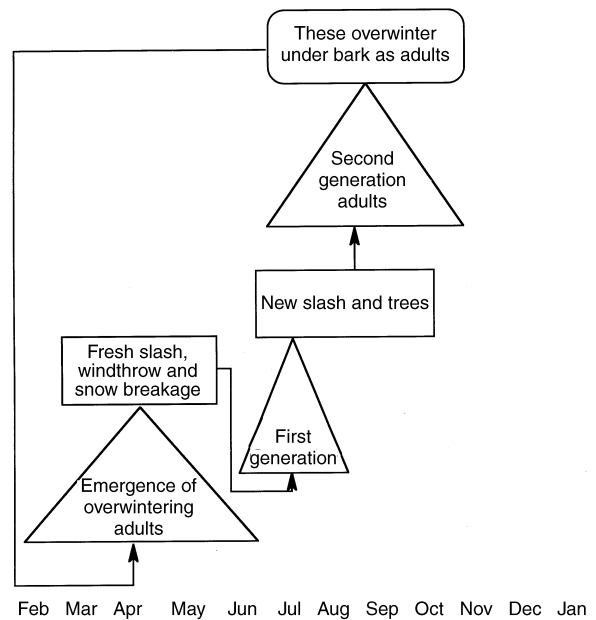 These overwinter
under bark as adults
Second
generation
adults
New slash and trees
Fresh slash,
windthrow and
snow breakage
First
generation
Emergence of
overwintering
adults
Feb Mar Apr May Jun Jul Aug Sep Oct Nov Dec Jan